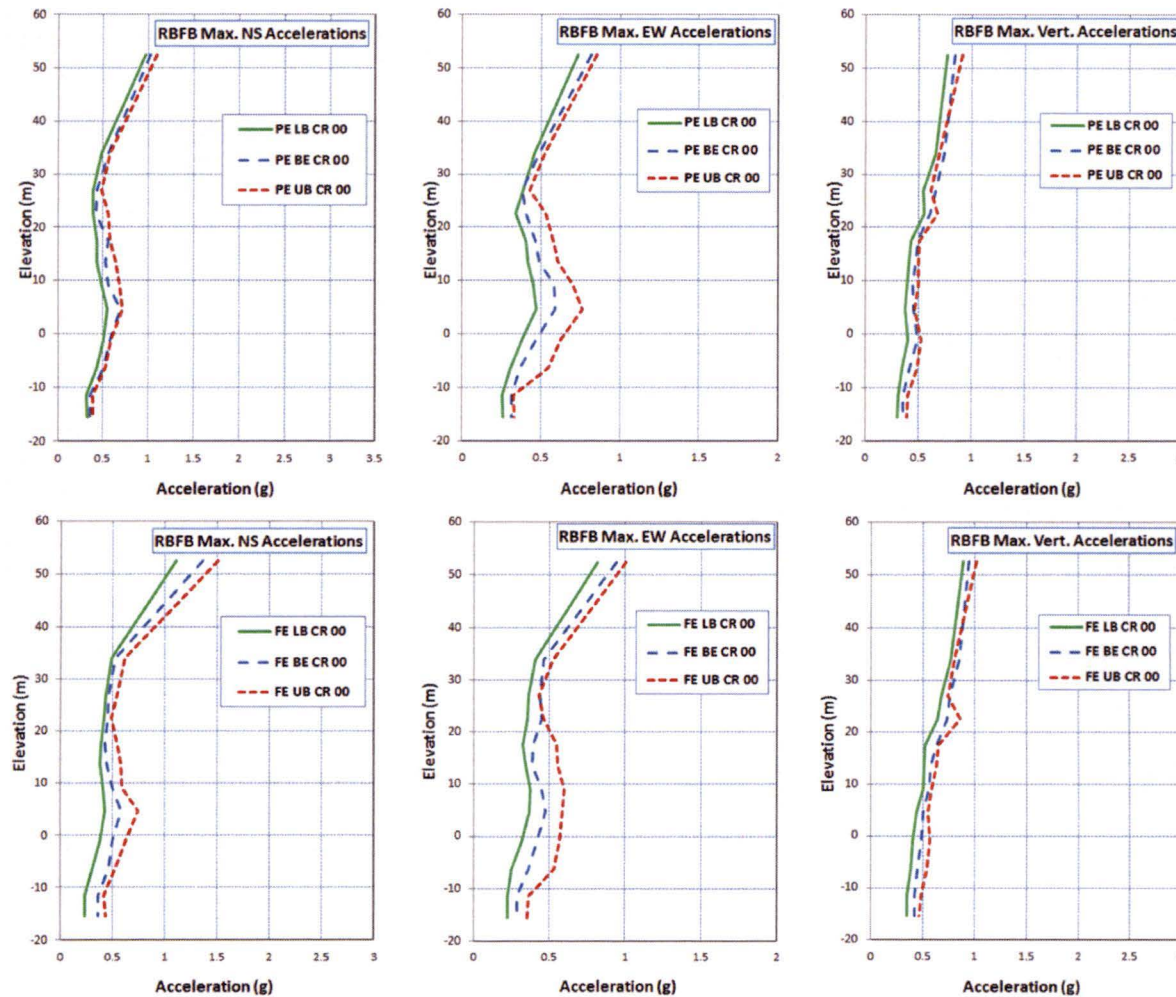 RBFB Max. NS Accelerations
60
50
40
30
20
10
0
-10
-20
Elevation (m)
PE LB CR 00
PE BE CR 00
PE UB CR 00
0 0.5 1 1.5 2 2.5 3 3.5
Acceleration (g)
RBFB Max. EW Accelerations
60
50
40
30
20
10
0
-10
-20
Elevation (m)
PE LB CR 00
PE BE CR 00
PE UB CR 00
0 0.5 1 1.5 2
Acceleration (g)
RBFB Max. Vert. Accelerations
60
50
40
30
20
10
0
-10
-20
Elevation (m)
PE LB CR 00
PE BE CR 00
PE UB CR 00
0 0.5 1 1.5 2 2.5
Acceleration (g)
RBFB Max. NS Accelerations
60
50
40
30
20
10
0
-10
-20
Elevation (m)
FE LB CR 00
FE BE CR 00
FE UB CR 00
0 0.5 1 1.5 2 2.5 3
Acceleration (g)
RBFB Max. EW Accelerations
60
50
40
30
20
10
0
-10
-20
Elevation (m)
FE LB CR 00
FE BE CR 00
FE UB CR 00
0 0.5 1 1.5 2
Acceleration (g)
RBFB Max. Vert. Accelerations
60
50
40
30
20
10
0
-10
-20
Elevation (m)
FE LB CR 00
FE BE CR 00
FE UB CR 00
0 0.5 1 1.5 2 2.5
Acceleration (g)